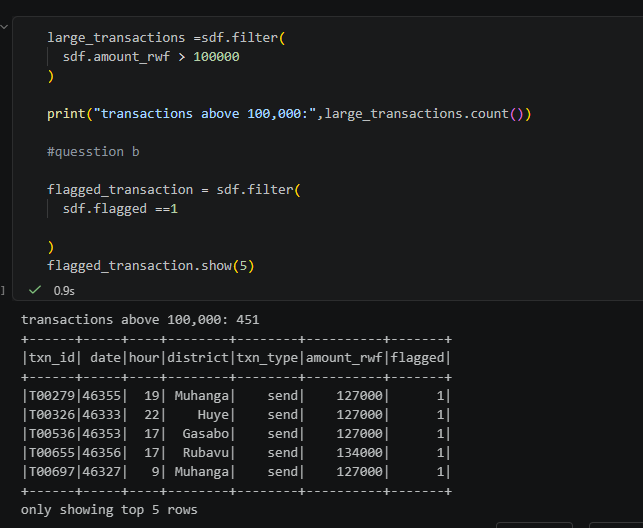 large_transactions =sdf.filter(
sdf.amount_rwf > 100000
)
print("transactions above 100,000:",large_transactions.count())
#quesstion b
flagged_transaction = sdf.filter(
sdf.flagged ==1
)
flagged_transaction.show(5)
] ✓ 0.9s
transactions above 100,000: 451
+------+-----+----+--------+--------+----------+-------+
|txn_id| date|hour|district|txn_type|amount_rwf|flagged|
+------+-----+----+--------+--------+----------+-------+
|T00279|46355|  19| Muhanga|    send|    127000|      1|
|T00326|46333|  22|    Huye|    send|    127000|      1|
|T00536|46353|  17|  Gasabo|    send|    127000|      1|
|T00655|46356|  17|  Rubavu|    send|    134000|      1|
|T00697|46327|   9| Muhanga|    send|    127000|      1|
+------+-----+----+--------+--------+----------+-------+
only showing top 5 rows